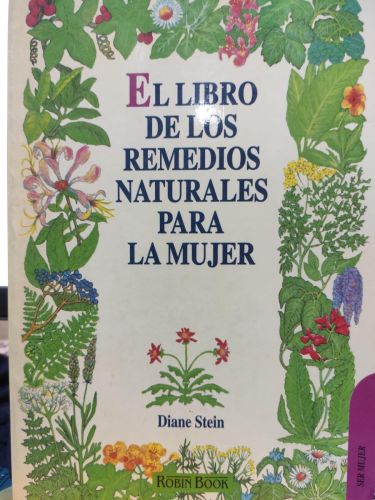 EL LIBRO
DE LOS
REMEDIOS
NATURALES
PARA
LA MUJER
Diane Stein
ROBIN BOOK
SER MUJER